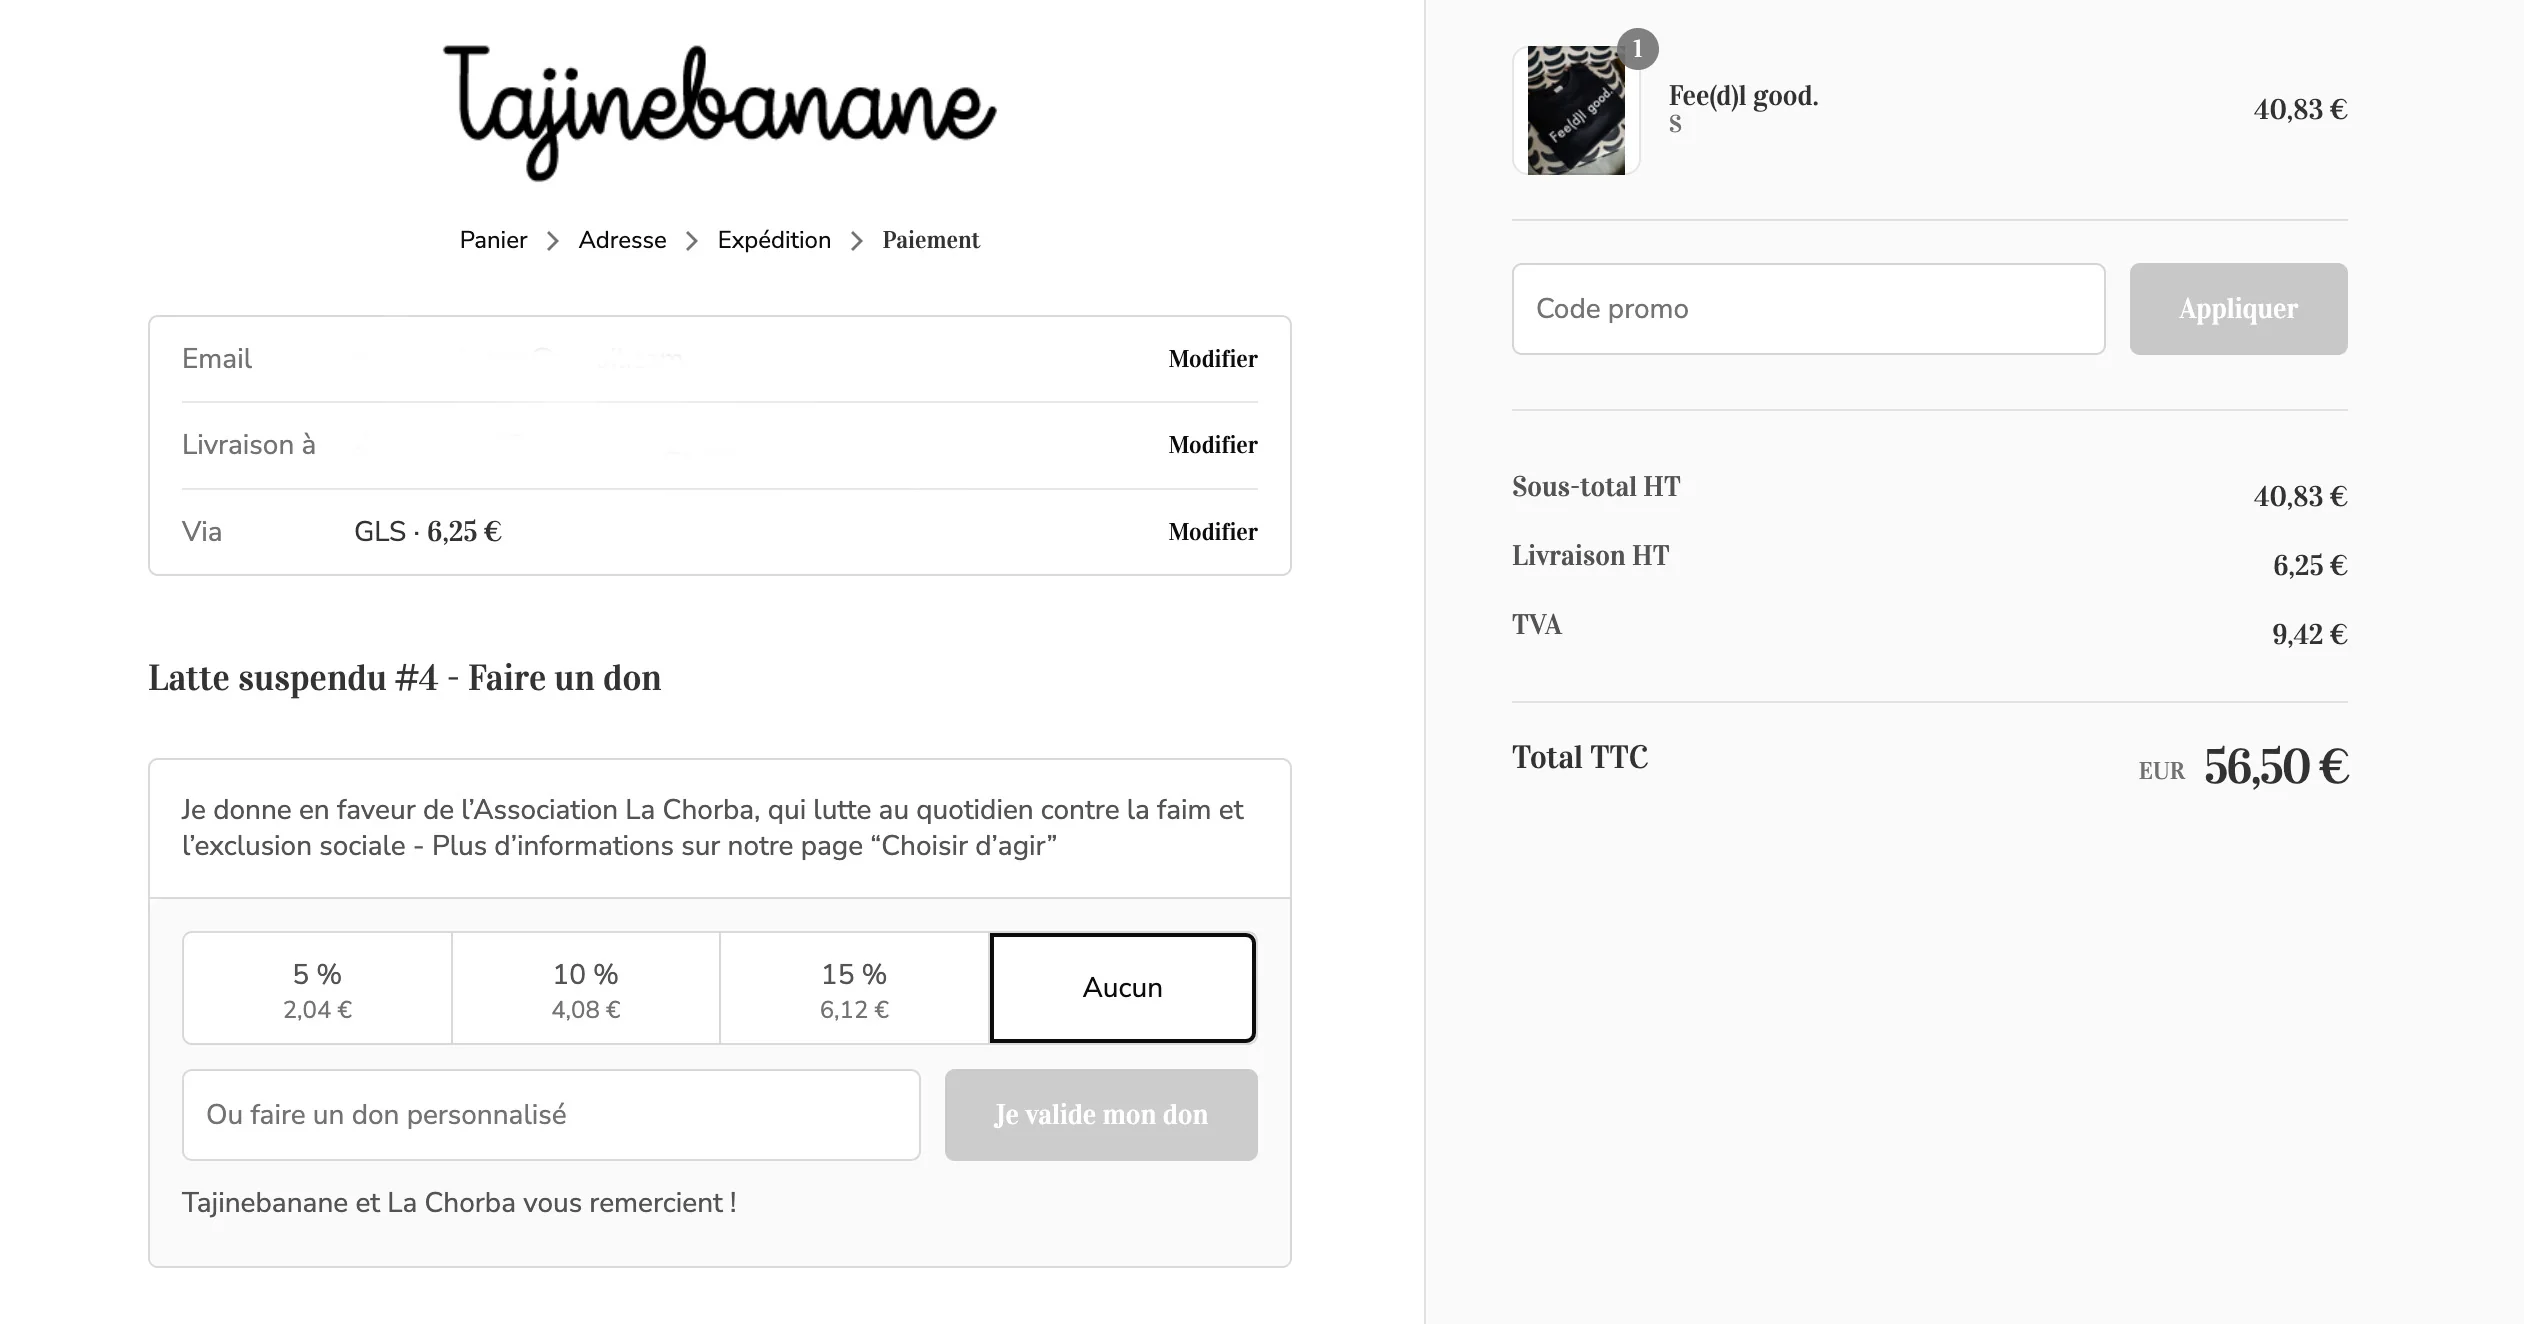 Tajinebanane
Panier > Adresse > Expédition > Paiement
Email Modifier
Livraison à Modifier
Via GLS · 6,25 € Modifier
Latte suspendu #4 - Faire un don
Je donne en faveur de l’Association La Chorba, qui lutte au quotidien contre la faim et
l’exclusion sociale - Plus d’informations sur notre page “Choisir d’agir”
5 % 10 % 15 % Aucun
2,04 € 4,08 € 6,12 €
Ou faire un don personnalisé Je valide mon don
Tajinebanane et La Chorba vous remercient !
1
Fee(d)l good.
Fee(d)l good. 40,83 €
S
Code promo Appliquer
Sous-total HT 40,83 €
Livraison HT 6,25 €
TVA 9,42 €
Total TTC EUR 56,50 €